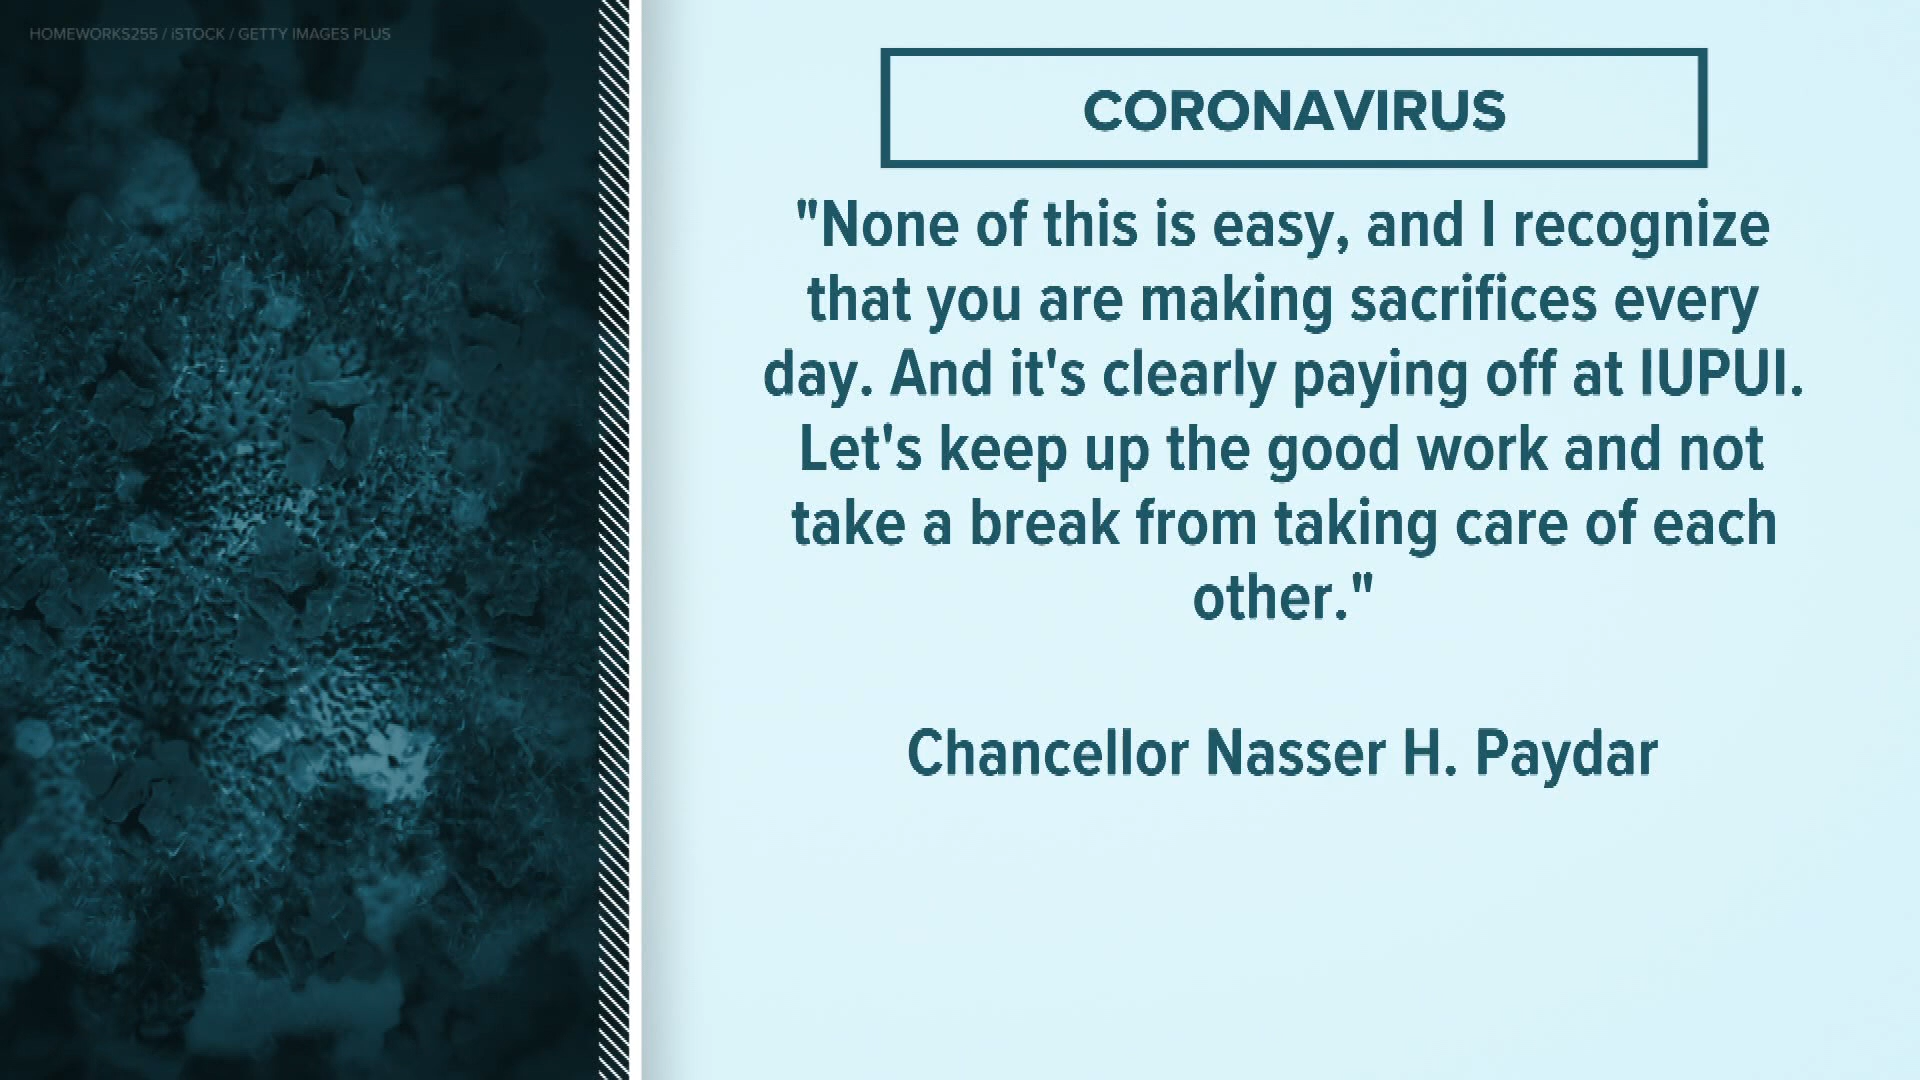 HOMEWORKS255 / iSTOCK / GETTY IMAGES PLUS
CORONAVIRUS
"None of this is easy, and I recognize
that you are making sacrifices every
day. And it's clearly paying off at IUPUI.
Let's keep up the good work and not
take a break from taking care of each
other."
Chancellor Nasser H. Paydar